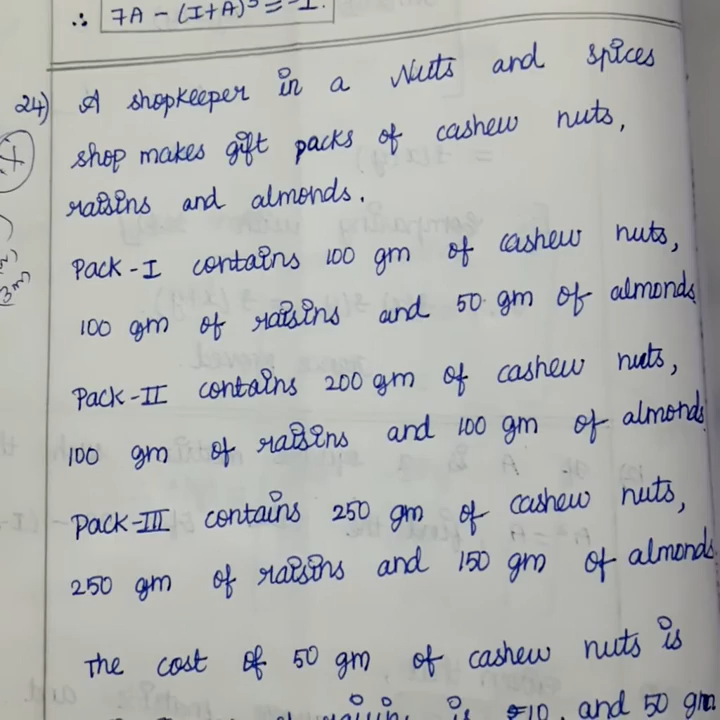 ∴ 7A - (I+A)³ = -I.
24) A shopkeeper in a Nuts and spices
shop makes gift packs of cashew nuts,
raisins and almonds.
Pack-I contains 100 gm of cashew nuts,
100 gm of raisins and 50 gm of almonds
Pack-II contains 200 gm of cashew nuts,
100 gm of raisins and 100 gm of almonds
Pack-III contains 250 gm of cashew nuts,
250 gm of raisins and 150 gm of almonds
The cost of 50 gm of cashew nuts is
is ₹10, and 50 gm